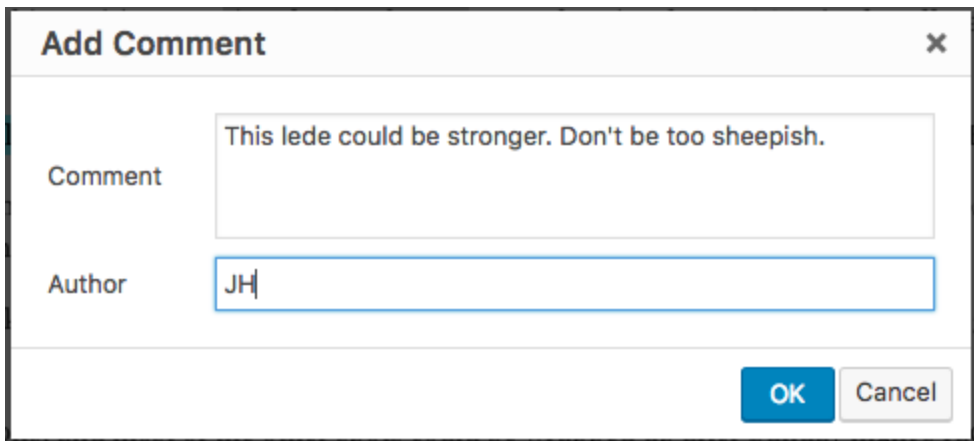 Add Comment ×
Comment This lede could be stronger. Don't be too sheepish.
Author JH
OK Cancel